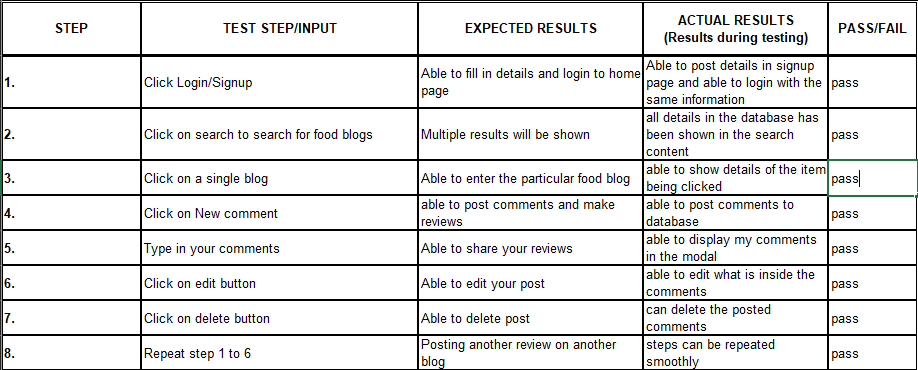 STEP TEST STEP/INPUT EXPECTED RESULTS ACTUAL RESULTS
(Results during testing) PASS/FAIL
1. Click Login/Signup Able to fill in details and login to home
page Able to post details in signup
page and able to login with the
same information pass
2. Click on search to search for food blogs Multiple results will be shown all details in the database has
been shown in the search
content pass
3. Click on a single blog Able to enter the particular food blog able to show details of the item
being clicked pass
4. Click on New comment able to post comments and make
reviews able to post comments to
database pass
5. Type in your comments Able to share your reviews able to display my comments
in the modal pass
6. Click on edit button Able to edit your post able to edit what is inside the
comments pass
7. Click on delete button Able to delete post can delete the posted
comments pass
8. Repeat step 1 to 6 Posting another review on another
blog steps can be repeated
smoothly pass